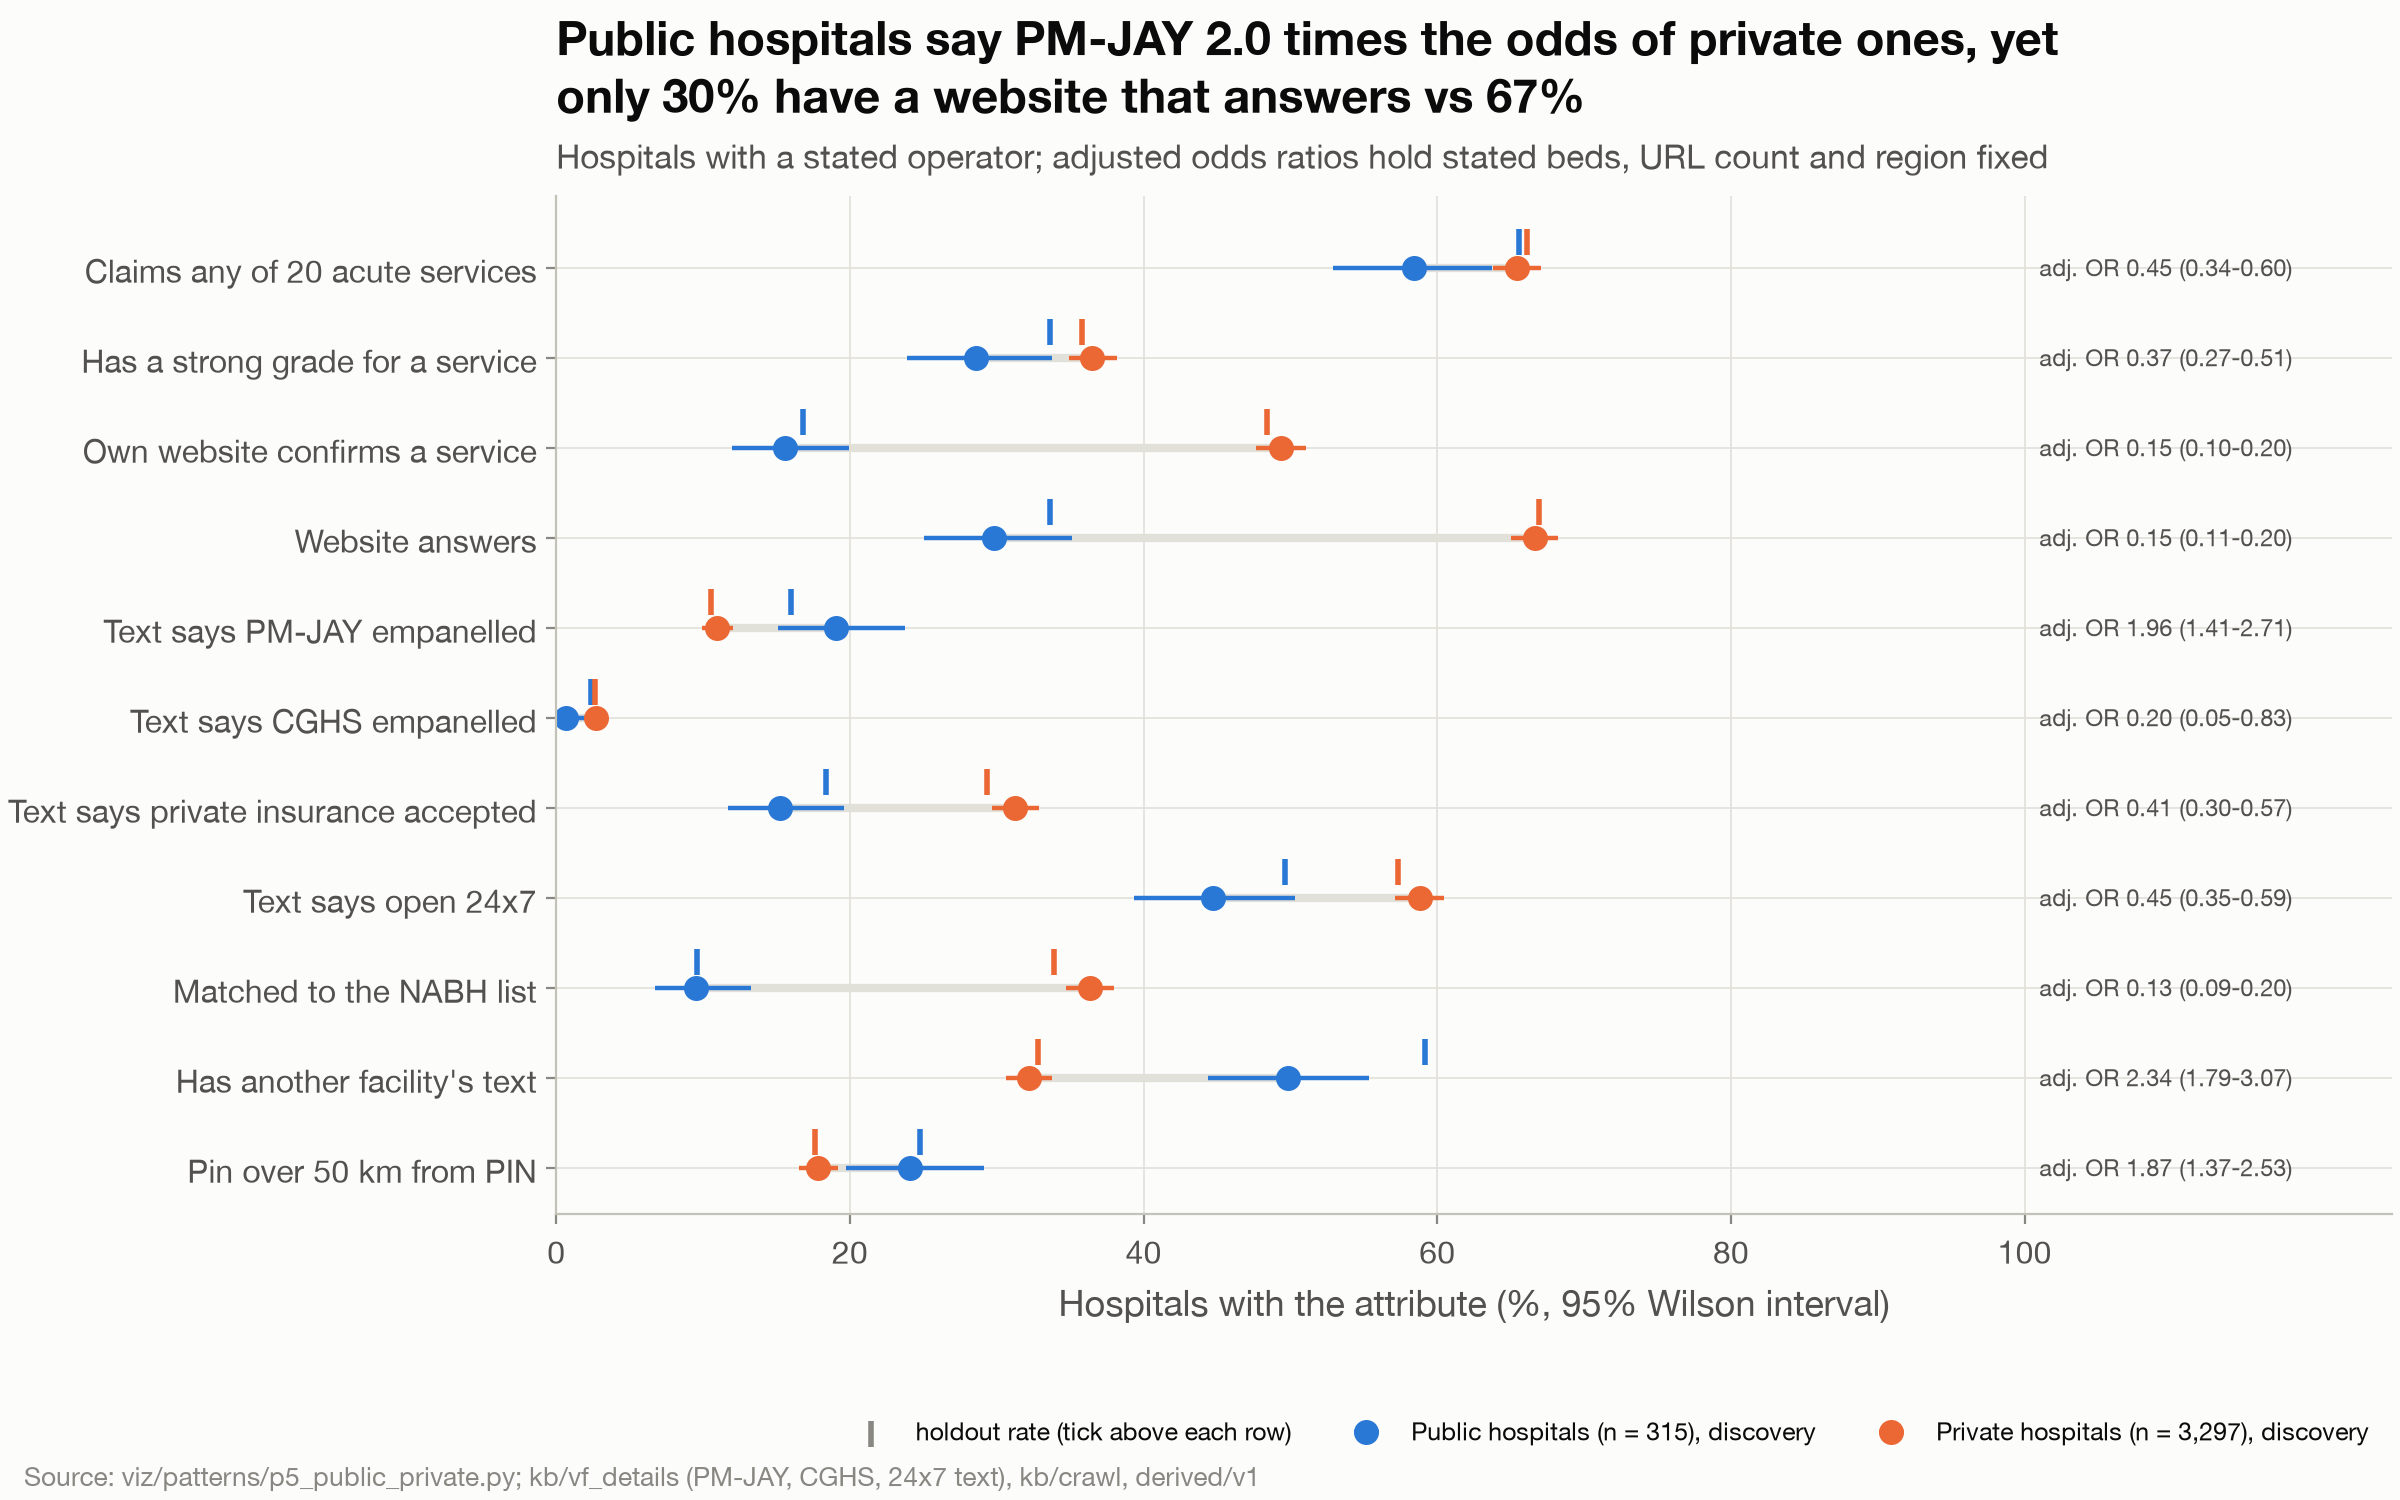 Public hospitals say PM-JAY 2.0 times the odds of private ones, yet
only 30% have a website that answers vs 67%
Hospitals with a stated operator; adjusted odds ratios hold stated beds, URL count and region fixed
Claims any of 20 acute services
adj. OR 0.45 (0.34-0.60)
Has a strong grade for a service
adj. OR 0.37 (0.27-0.51)
Own website confirms a service
adj. OR 0.15 (0.10-0.20)
Website answers
adj. OR 0.15 (0.11-0.20)
Text says PM-JAY empanelled
adj. OR 1.96 (1.41-2.71)
Text says CGHS empanelled
adj. OR 0.20 (0.05-0.83)
Text says private insurance accepted
adj. OR 0.41 (0.30-0.57)
Text says open 24x7
adj. OR 0.45 (0.35-0.59)
Matched to the NABH list
adj. OR 0.13 (0.09-0.20)
Has another facility's text
adj. OR 2.34 (1.79-3.07)
Pin over 50 km from PIN
adj. OR 1.87 (1.37-2.53)
0 20 40 60 80 100
Hospitals with the attribute (%, 95% Wilson interval)
holdout rate (tick above each row) Public hospitals (n = 315), discovery Private hospitals (n = 3,297), discovery
Source: viz/patterns/p5_public_private.py; kb/vf_details (PM-JAY, CGHS, 24x7 text), kb/crawl, derived/v1